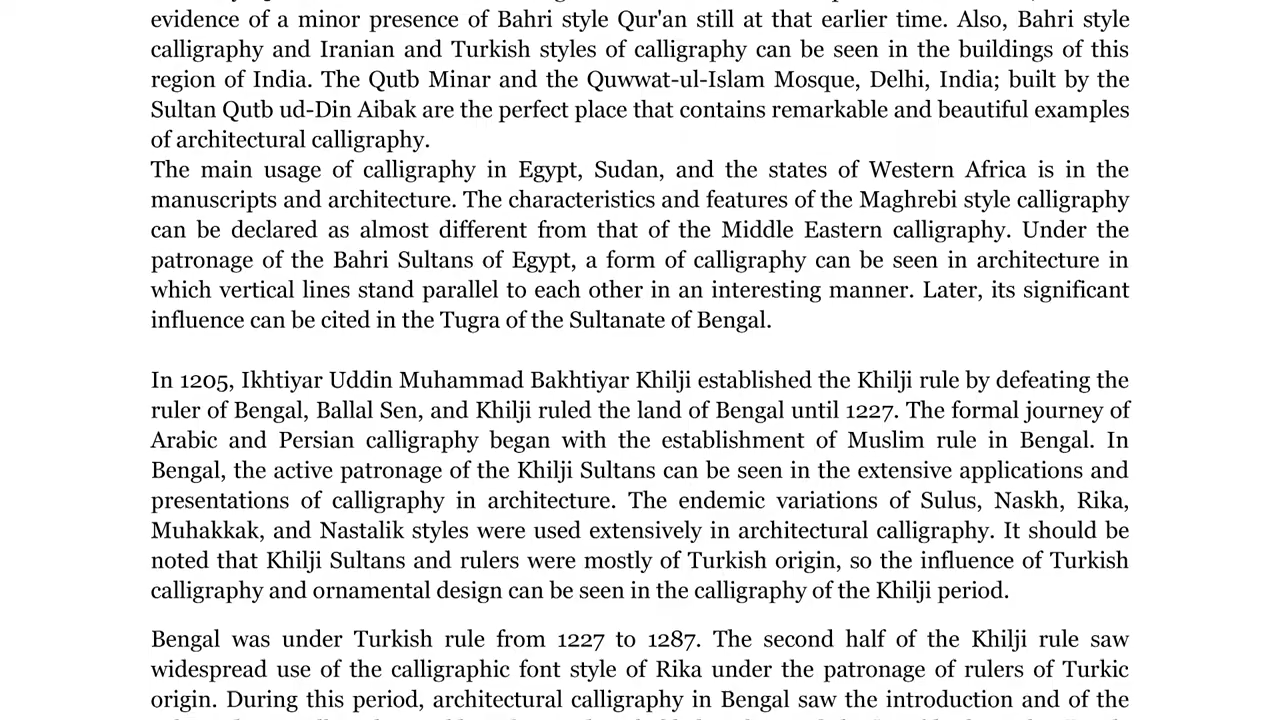 evidence of a minor presence of Bahri style Qur'an still at that earlier time. Also, Bahri style
calligraphy and Iranian and Turkish styles of calligraphy can be seen in the buildings of this
region of India. The Qutb Minar and the Quwwat-ul-Islam Mosque, Delhi, India; built by the
Sultan Qutb ud-Din Aibak are the perfect place that contains remarkable and beautiful examples
of architectural calligraphy.
The main usage of calligraphy in Egypt, Sudan, and the states of Western Africa is in the
manuscripts and architecture. The characteristics and features of the Maghrebi style calligraphy
can be declared as almost different from that of the Middle Eastern calligraphy. Under the
patronage of the Bahri Sultans of Egypt, a form of calligraphy can be seen in architecture in
which vertical lines stand parallel to each other in an interesting manner. Later, its significant
influence can be cited in the Tugra of the Sultanate of Bengal.
In 1205, Ikhtiyar Uddin Muhammad Bakhtiyar Khilji established the Khilji rule by defeating the
ruler of Bengal, Ballal Sen, and Khilji ruled the land of Bengal until 1227. The formal journey of
Arabic and Persian calligraphy began with the establishment of Muslim rule in Bengal. In
Bengal, the active patronage of the Khilji Sultans can be seen in the extensive applications and
presentations of calligraphy in architecture. The endemic variations of Sulus, Naskh, Rika,
Muhakkak, and Nastalik styles were used extensively in architectural calligraphy. It should be
noted that Khilji Sultans and rulers were mostly of Turkish origin, so the influence of Turkish
calligraphy and ornamental design can be seen in the calligraphy of the Khilji period.
Bengal was under Turkish rule from 1227 to 1287. The second half of the Khilji rule saw
widespread use of the calligraphic font style of Rika under the patronage of rulers of Turkic
origin. During this period, architectural calligraphy in Bengal saw the introduction and of the